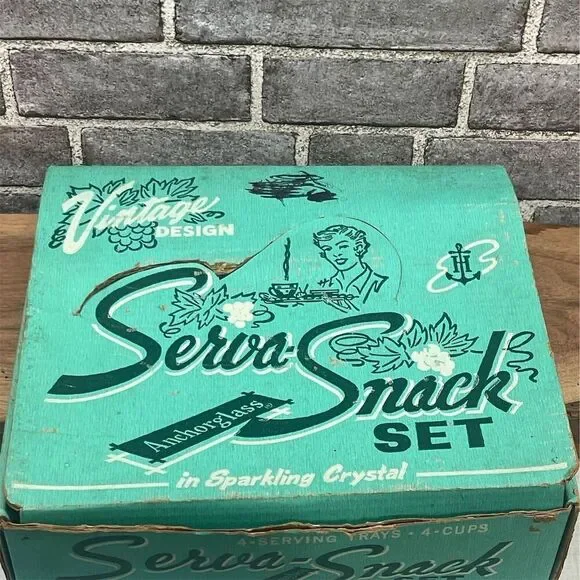 Vintage
DESIGN
H
Serva-Snack
SET
Anchorglass®
in Sparkling Crystal
4-SERVING TRAYS - 4-CUPS
Serva-Snack